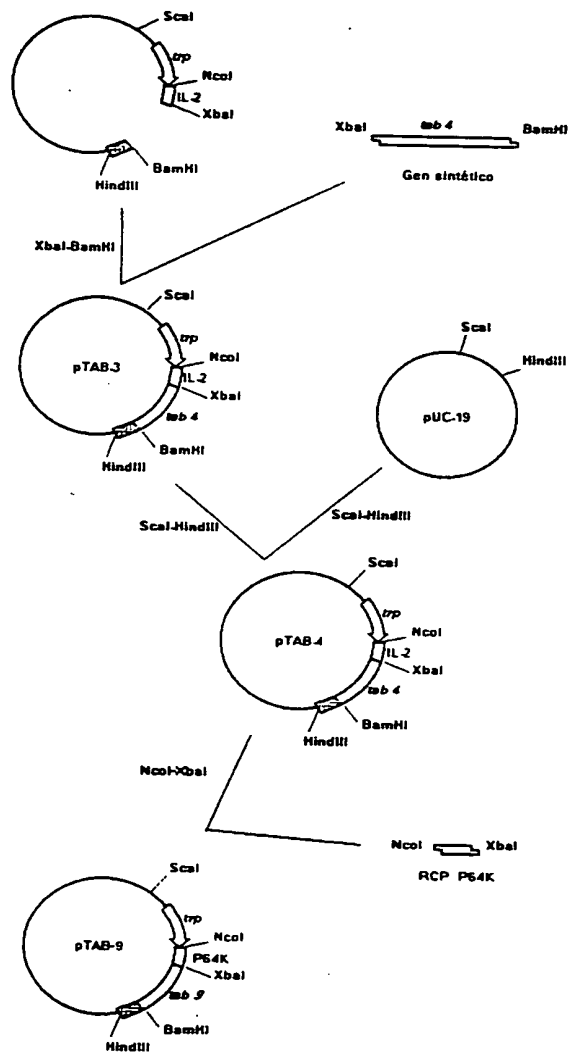 ScaI
trp
NcoI
IL-2
XbaI
BamHI
HindIII
XbaI
tab 4
BamHI
Gen sintético
XbaI-BamHI
ScaI
trp
pTAB-3
NcoI
IL-2
XbaI
tab 4
BamHI
HindIII
ScaI
HindIII
pUC-19
ScaI-HindIII
ScaI-HindIII
ScaI
trp
pTAB-4
NcoI
IL-2
XbaI
tab 4
BamHI
HindIII
NcoI-XbaI
NcoI
XbaI
RCP P64K
ScaI
trp
pTAB-9
NcoI
P64K
XbaI
tab 9
BamHI
HindIII